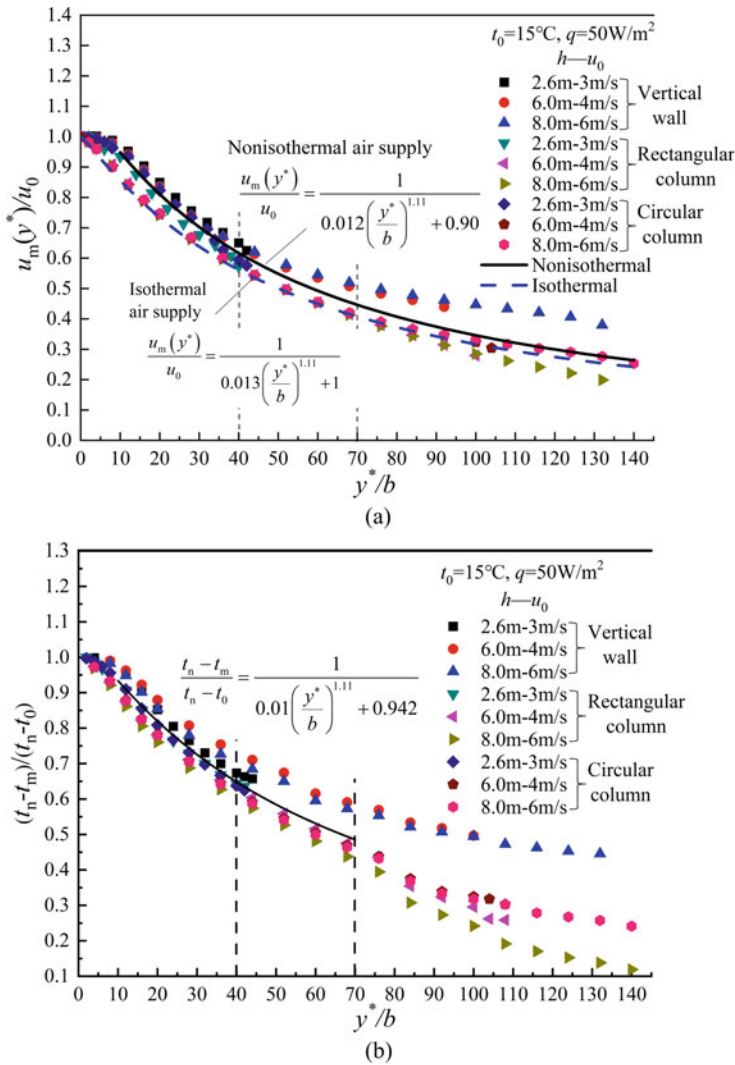 1.4
1.3
1.2
1.1
1.0
0.9
0.8
0.7
0.6
0.5
0.4
0.3
0.2
0.1
0.0
uₘ(y*)/u₀
t₀=15℃, q=50W/m²
h—u₀
2.6m-3m/s
6.0m-4m/s
8.0m-6m/s
Vertical
wall
2.6m-3m/s
6.0m-4m/s
8.0m-6m/s
Rectangular
column
2.6m-3m/s
6.0m-4m/s
8.0m-6m/s
Circular
column
Nonisothermal
Isothermal
Nonisothermal air supply
uₘ(y*)/u₀ = 1/(0.012(y*/b)^1.11 + 0.90)
Isothermal
air supply
uₘ(y*)/u₀ = 1/(0.013(y*/b)^1.11 + 1)
0 10 20 30 40 50 60 70 80 90 100 110 120 130 140
y*/b
(a)
1.3
1.2
1.1
1.0
0.9
0.8
0.7
0.6
0.5
0.4
0.3
0.2
0.1
(tₙ-tₘ)/(tₙ-t₀)
t₀=15℃, q=50W/m²
h—u₀
2.6m-3m/s
6.0m-4m/s
8.0m-6m/s
Vertical
wall
2.6m-3m/s
6.0m-4m/s
8.0m-6m/s
Rectangular
column
2.6m-3m/s
6.0m-4m/s
8.0m-6m/s
Circular
column
(tₙ − tₘ)/(tₙ − t₀) = 1/(0.01(y*/b)^1.11 + 0.942)
0 10 20 30 40 50 60 70 80 90 100 110 120 130 140
y*/b
(b)